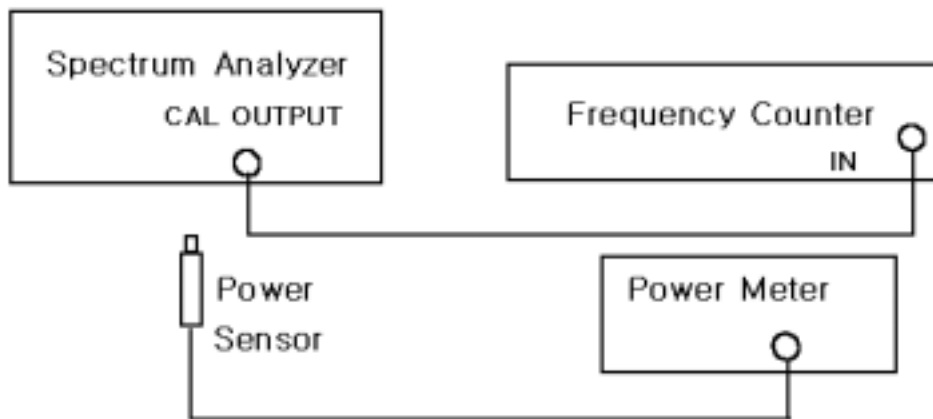 Spectrum Analyzer
CAL OUTPUT
Frequency Counter
IN
Power
Sensor
Power Meter